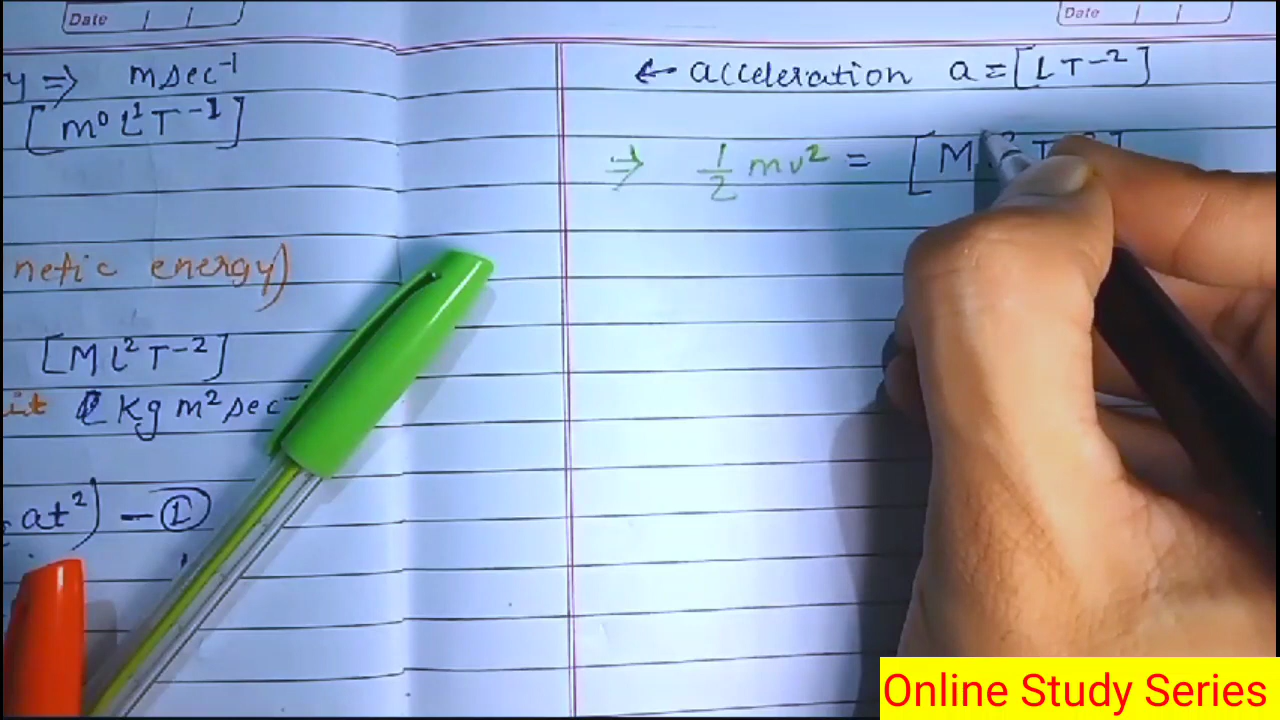 Date
y => msec⁻¹
[m⁰ L¹ T⁻¹]
netic energy)
[M L² T⁻²]
it Kg m² sec⁻
at²) — ①
Date
← acceleration a = [L T⁻²]
=> 1/2 mv² = [M
Online Study Series